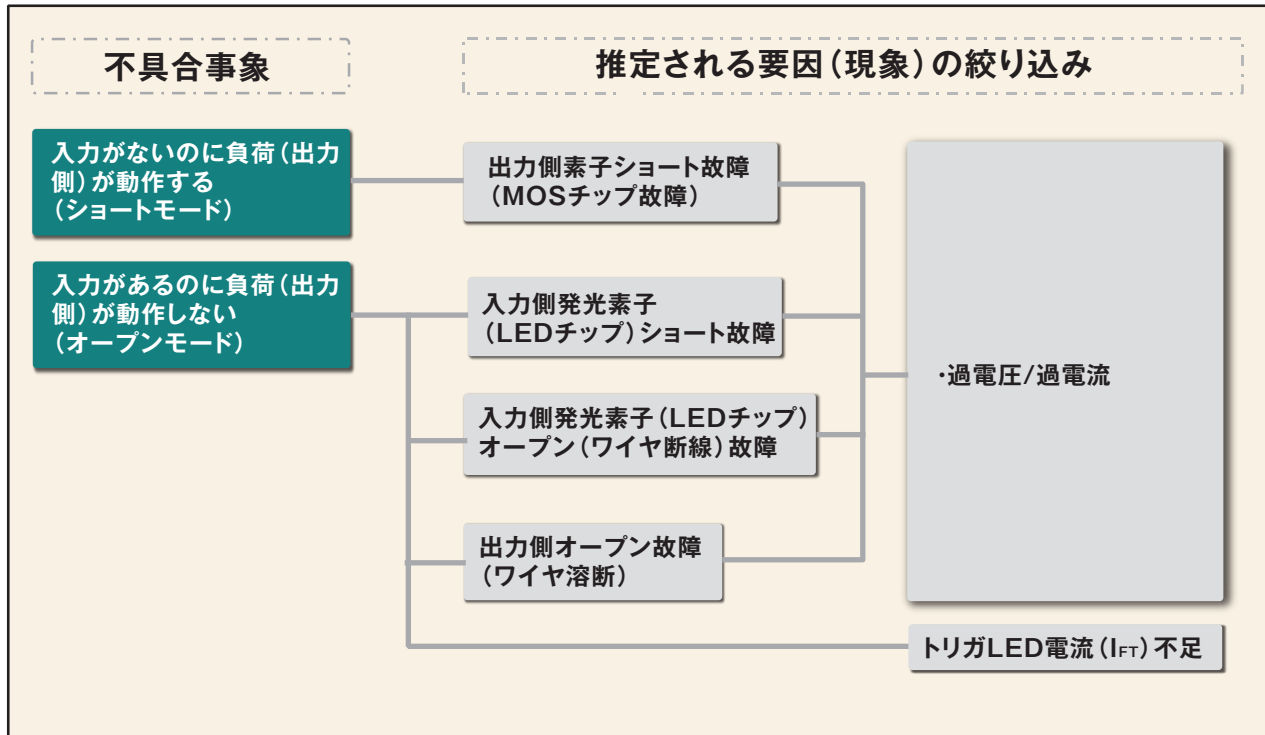 不具合事象
推定される要因(現象)の絞り込み
入力がないのに負荷(出力
側)が動作する
(ショートモード)
出力側素子ショート故障
(MOSチップ故障)
入力があるのに負荷(出力
側)が動作しない
(オープンモード)
入力側発光素子
(LEDチップ)ショート故障
・過電圧/過電流
入力側発光素子(LEDチップ)
オープン(ワイヤ断線)故障
出力側オープン故障
(ワイヤ溶断)
トリガLED電流(IFT)不足